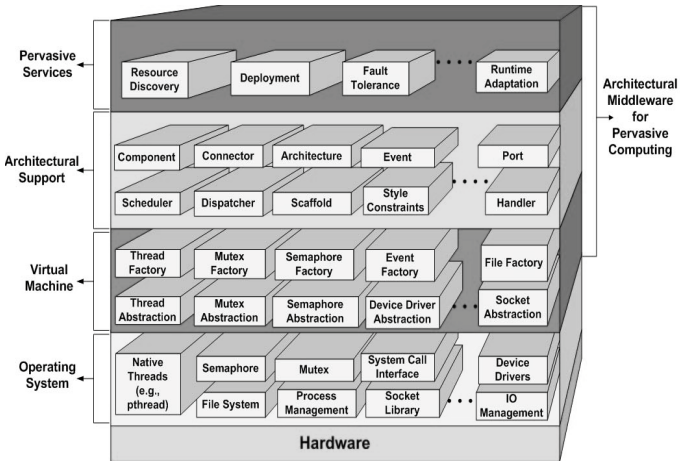 Pervasive
Services
Resource
Discovery
Deployment
Fault
Tolerance
Runtime
Adaptation
Architectural
Middleware
for
Pervasive
Computing
Architectural
Support
Component
Connector
Architecture
Event
Port
Scheduler
Dispatcher
Scaffold
Style
Constraints
Handler
Virtual
Machine
Thread
Factory
Mutex
Factory
Semaphore
Factory
Event
Factory
File Factory
Thread
Abstraction
Mutex
Abstraction
Semaphore
Abstraction
Device Driver
Abstraction
Socket
Abstraction
Operating
System
Native
Threads
(e.g.,
pthread)
Semaphore
Mutex
System Call
Interface
Device
Drivers
File System
Process
Management
Socket
Library
IO
Management
Hardware